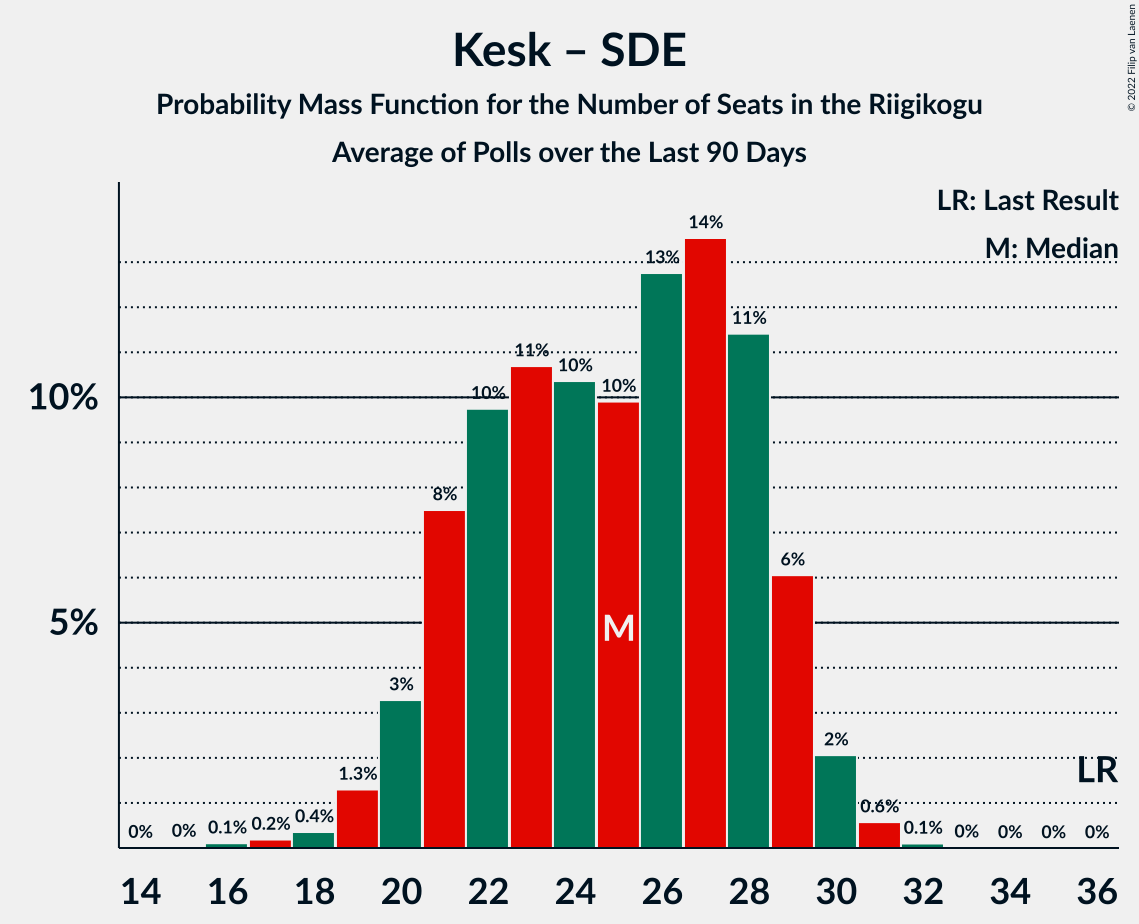 Kesk – SDE
Probability Mass Function for the Number of Seats in the Riigikogu
Average of Polls over the Last 90 Days
© 2022 Filip van Laenen
LR: Last Result
M: Median
10%
5%
0%
0%
0.1%
0.2%
0.4%
1.3%
3%
8%
10%
11%
10%
10%
13%
14%
11%
6%
2%
0.6%
0.1%
0%
0%
0%
0%
M
LR
14 16 18 20 22 24 26 28 30 32 34 36